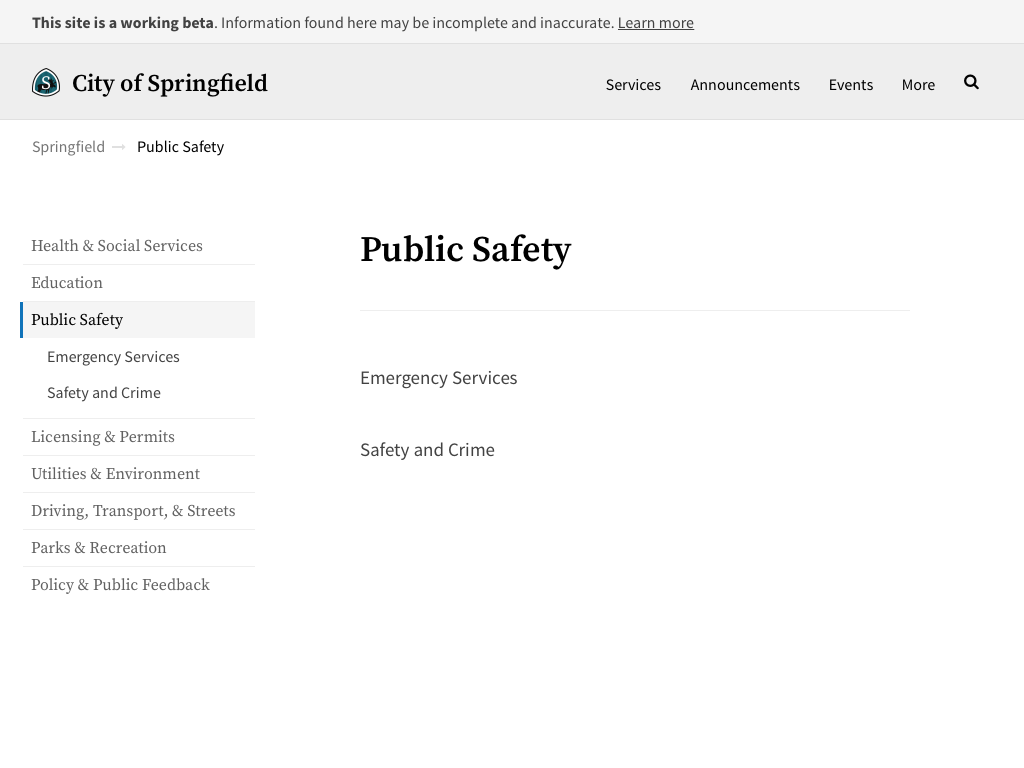 This site is a working beta. Information found here may be incomplete and inaccurate. Learn more
S City of Springfield
Services Announcements Events More
Springfield → Public Safety
Health & Social Services
Education
Public Safety
Emergency Services
Safety and Crime
Licensing & Permits
Utilities & Environment
Driving, Transport, & Streets
Parks & Recreation
Policy & Public Feedback
Public Safety
Emergency Services
Safety and Crime